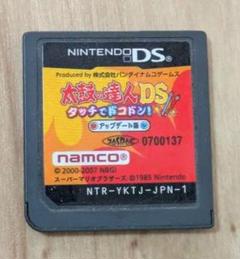 NINTENDO DS
Produced by 株式会社バンダイナムコゲームス
太鼓の達人DS
タッチでドコドン!
アップデート版
JASRAC 0700137
namco
© 2000-2007 NBGI
スーパーマリオブラザーズ ©1985 Nintendo
NTR-YKTJ-JPN-1